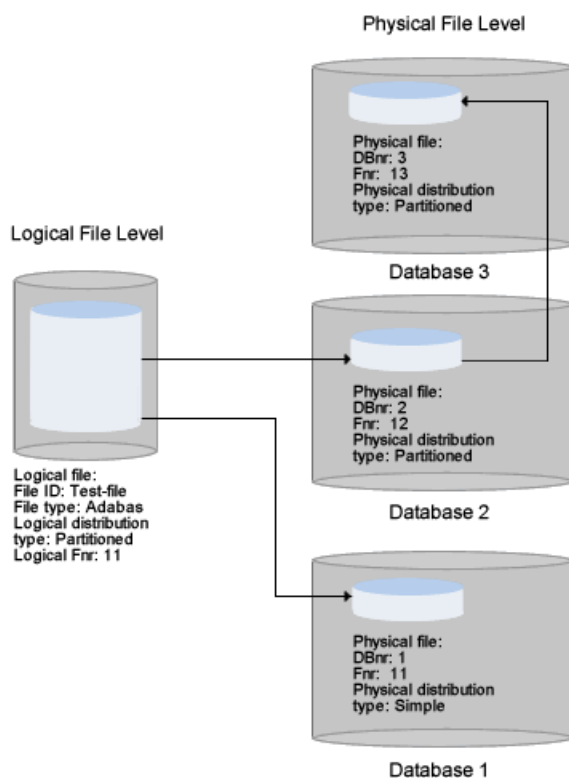 Physical File Level
Physical file:
DBnr: 3
Fnr: 13
Physical distribution
type: Partitioned
Database 3
Logical File Level
Logical file:
File ID: Test-file
File type: Adabas
Logical distribution
type: Partitioned
Logical Fnr: 11
Physical file:
DBnr: 2
Fnr: 12
Physical distribution
type: Partitioned
Database 2
Physical file:
DBnr: 1
Fnr: 11
Physical distribution
type: Simple
Database 1